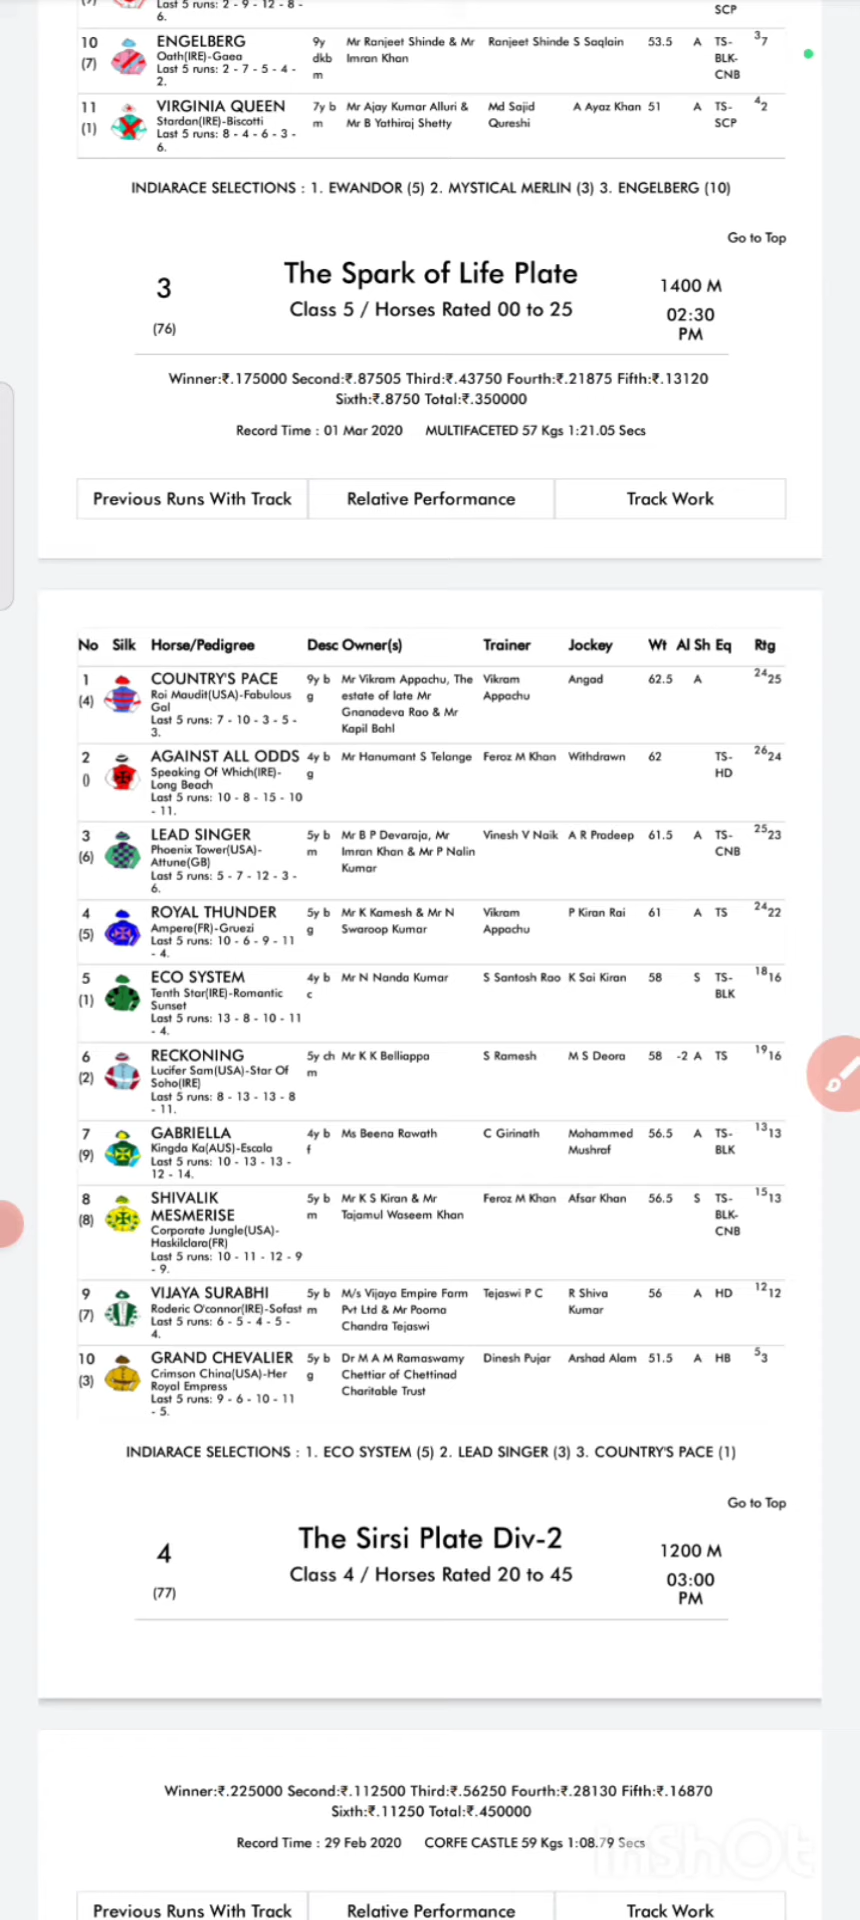 Last 5 runs: 2 - 9 - 12 - 8 -
6.
SCP
10 ENGELBERG 9y Mr Ranjeet Shinde & Mr Ranjeet Shinde S Saqlain 53.5 A TS- 37
(7) Oath(IRE)-Gaea dkb Imran Khan BLK-
Last 5 runs: 2 - 7 - 5 - 4 - m CNB
2.
11 VIRGINIA QUEEN 7y b Mr Ajay Kumar Alluri & Md Sajid A Ayaz Khan 51 A TS- 42
(1) Stardan(IRE)-Biscotti m Mr B Yathiraj Shetty Qureshi SCP
Last 5 runs: 8 - 4 - 6 - 3 -
6.
INDIARACE SELECTIONS : 1. EWANDOR (5) 2. MYSTICAL MERLIN (3) 3. ENGELBERG (10)
Go to Top
3 The Spark of Life Plate 1400 M
(76) Class 5 / Horses Rated 00 to 25 02:30
PM
Winner:₹.175000 Second:₹.87505 Third:₹.43750 Fourth:₹.21875 Fifth:₹.13120
Sixth:₹.8750 Total:₹.350000
Record Time : 01 Mar 2020 MULTIFACETED 57 Kgs 1:21.05 Secs
Previous Runs With Track Relative Performance Track Work
No Silk Horse/Pedigree Desc Owner(s) Trainer Jockey Wt Al Sh Eq Rtg
1 COUNTRY'S PACE 9y b Mr Vikram Appachu, The Vikram Angad 62.5 A 2425
(4) Roi Maudit(USA)-Fabulous g estate of late Mr Appachu
Gal Gnanadeva Rao & Mr
Last 5 runs: 7 - 10 - 3 - 5 - Kapil Bahl
3.
2 AGAINST ALL ODDS 4y b Mr Hanumant S Telange Feroz M Khan Withdrawn 62 TS- 2624
() Speaking Of Which(IRE)- g HD
Long Beach
Last 5 runs: 10 - 8 - 15 - 10
- 11.
3 LEAD SINGER 5y b Mr B P Devaraja, Mr Vinesh V Naik A R Pradeep 61.5 A TS- 2523
(6) Phoenix Tower(USA)- m Imran Khan & Mr P Nalin CNB
Attune(GB) Kumar
Last 5 runs: 5 - 7 - 12 - 3 -
6.
4 ROYAL THUNDER 5y b Mr K Kamesh & Mr N Vikram P Kiran Rai 61 A TS 2422
(5) Ampere(FR)-Gruezi g Swaroop Kumar Appachu
Last 5 runs: 10 - 6 - 9 - 11
- 4.
5 ECO SYSTEM 4y b Mr N Nanda Kumar S Santosh Rao K Sai Kiran 58 S TS- 1816
(1) Tenth Star(IRE)-Romantic c BLK
Sunset
Last 5 runs: 13 - 8 - 10 - 11
- 4.
6 RECKONING 5y ch Mr K K Belliappa S Ramesh M S Deora 58 -2 A TS 1916
(2) Lucifer Sam(USA)-Star Of m
Soho(IRE)
Last 5 runs: 8 - 13 - 13 - 8
- 11.
7 GABRIELLA 4y b Ms Beena Rawath C Girinath Mohammed 56.5 A TS- 1313
(9) Kingda Ka(AUS)-Escala f Mushraf BLK
Last 5 runs: 10 - 13 - 13 -
12 - 14.
8 SHIVALIK 5y b Mr K S Kiran & Mr Feroz M Khan Afsar Khan 56.5 S TS- 1513
(8) MESMERISE m Tajamul Waseem Khan BLK-
Corporate Jungle(USA)- CNB
Haskilclara(FR)
Last 5 runs: 10 - 11 - 12 - 9
- 9.
9 VIJAYA SURABHI 5y b M/s Vijaya Empire Farm Tejaswi P C R Shiva 56 A HD 1212
(7) Roderic O'connor(IRE)-Sofast m Pvt Ltd & Mr Poorna Kumar
Last 5 runs: 6 - 5 - 4 - 5 - Chandra Tejaswi
4.
10 GRAND CHEVALIER 5y b Dr M A M Ramaswamy Dinesh Pujar Arshad Alam 51.5 A HB 53
(3) Crimson China(USA)-Her g Chettiar of Chettinad
Royal Empress Charitable Trust
Last 5 runs: 9 - 6 - 10 - 11
- 5.
INDIARACE SELECTIONS : 1. ECO SYSTEM (5) 2. LEAD SINGER (3) 3. COUNTRY'S PACE (1)
Go to Top
4 The Sirsi Plate Div-2 1200 M
(77) Class 4 / Horses Rated 20 to 45 03:00
PM
Winner:₹.225000 Second:₹.112500 Third:₹.56250 Fourth:₹.28130 Fifth:₹.16870
Sixth:₹.11250 Total:₹.450000
Record Time : 29 Feb 2020 CORFE CASTLE 59 Kgs 1:08.79 Secs
InShOt
Previous Runs With Track Relative Performance Track Work